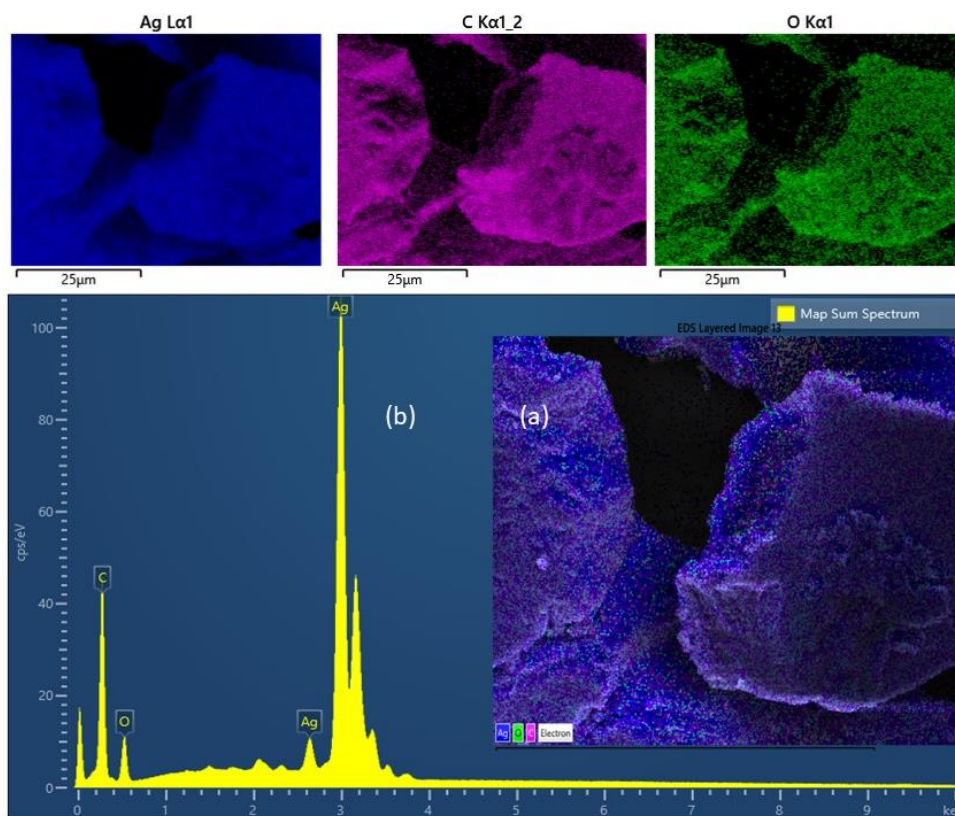 Ag Lα1
C Kα1_2
O Kα1
25μm
25μm
25μm
Map Sum Spectrum
EDS Layered Image 13
Ag
100
80
60
40
20
0
cps/eV
(b)
(a)
C
O
Ag
Ag O C Electron
0 1 2 3 4 5 6 7 8 9 ke